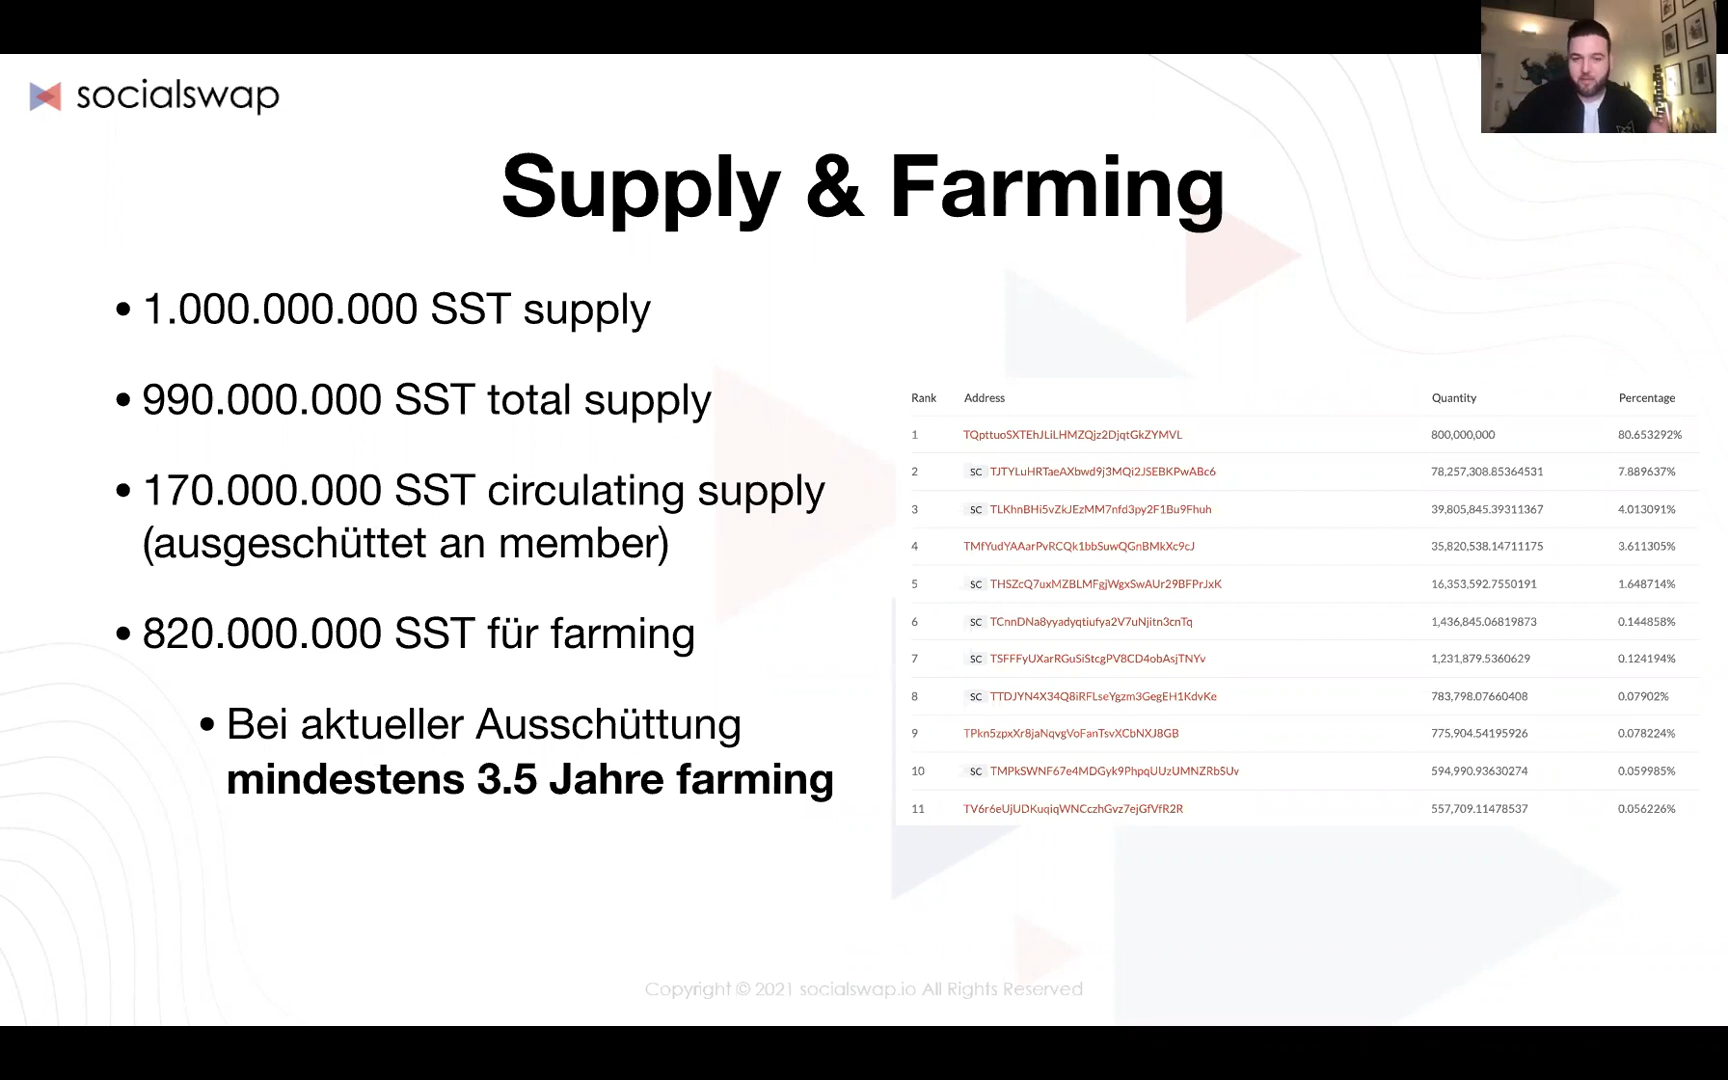 socialswap
Supply & Farming
• 1.000.000.000 SST supply
• 990.000.000 SST total supply
• 170.000.000 SST circulating supply
(ausgeschüttet an member)
• 820.000.000 SST für farming
• Bei aktueller Ausschüttung
mindestens 3.5 Jahre farming
Rank Address Quantity Percentage
1 TQpttuoSXTEhJLiLHMZQjz2DjqtGkZYMVL 800,000,000 80.653292%
2 SC TJTYLuHRTaeAXbwd9j3MQi2JSEBKPwABc6 78,257,308.85364531 7.889637%
3 SC TLKhnBHi5vZkJEzMM7nfd3py2F1Bu9Fhuh 39,805,845.39311367 4.013091%
4 TMfYudYAAarPvRCQk1bbSuwQGnBMkXc9cJ 35,820,538.14711175 3.611305%
5 SC THSZcQ7uxMZBLMFgjWgxSwAUr29BFPrJxK 16,353,592.7550191 1.648714%
6 SC TCnnDNa8yyadyqtiufya2V7uNjitn3cnTq 1,436,845.06819873 0.144858%
7 SC TSFFFyUXarRGuSiStcgPV8CD4obAsjTNYv 1,231,879.5360629 0.124194%
8 SC TTDJYN4X34Q8iRFLseYgzm3GegEH1KdvKe 783,798.07660408 0.07902%
9 TPkn5zpxXr8jaNqvgVoFanTsvXCbNXJ8GB 775,904.54195926 0.078224%
10 SC TMPkSWNF67e4MDGyk9PhpqUUzUMNZRbSUv 594,990.93630274 0.059985%
11 TV6r6eUjUDKuqiqWNCczhGvz7ejGfVfR2R 557,709.11478537 0.056226%
Copyright © 2021 socialswap.io All Rights Reserved